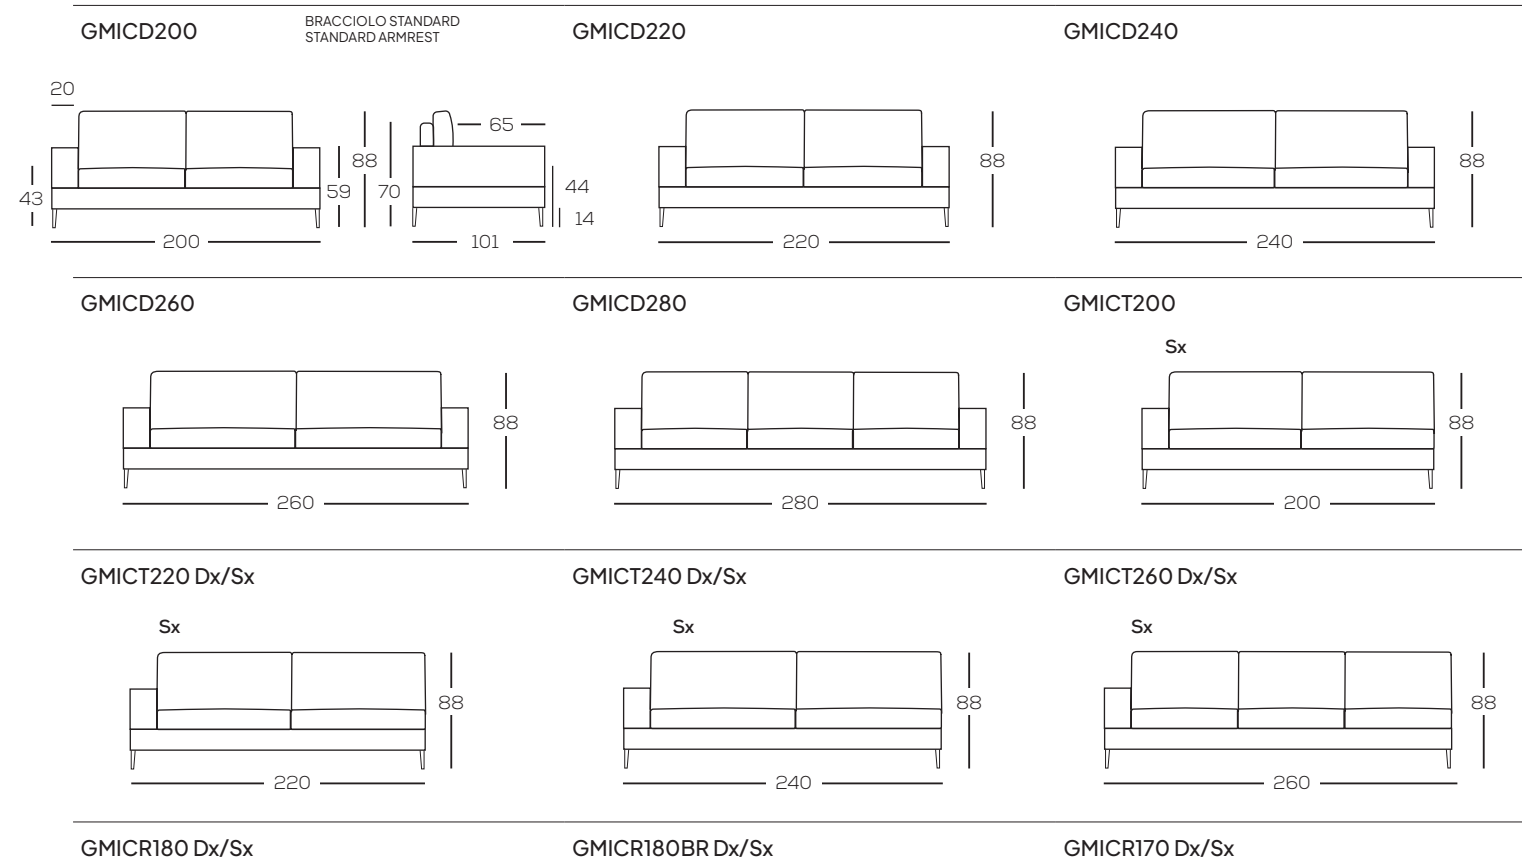 GMICD200
BRACCIOLO STANDARD
STANDARD ARMREST
GMICD220
GMICD240
20
65
88
88
88
43
59
70
44
14
200
101
220
240
GMICD260
GMICD280
GMICT200
Sx
88
88
88
260
280
200
GMICT220 Dx/Sx
GMICT240 Dx/Sx
GMICT260 Dx/Sx
Sx
Sx
Sx
88
88
88
220
240
260
GMICR180 Dx/Sx
GMICR180BR Dx/Sx
GMICR170 Dx/Sx